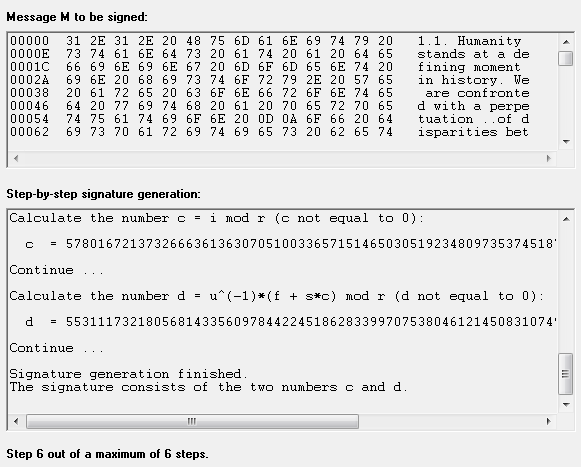 Message M to be signed:
00000 31 2E 31 2E 20 48 75 6D 61 6E 69 74 79 20 1.1. Humanity
0000E 73 74 61 6E 64 73 20 61 74 20 61 20 64 65 stands at a de
0001C 66 69 6E 69 6E 67 20 6D 6F 6D 65 6E 74 20 fining moment
0002A 69 6E 20 68 69 73 74 6F 72 79 2E 20 57 65 in history. We
00038 20 61 72 65 20 63 6F 6E 66 72 6F 6E 74 65 are confronte
00046 64 20 77 69 74 68 20 61 20 70 65 72 70 65 d with a perpe
00054 74 75 61 74 69 6F 6E 20 0D 0A 6F 66 20 64 tuation ..of d
00062 69 73 70 61 72 69 74 69 65 73 20 62 65 74 isparities bet
Step-by-step signature generation:
Calculate the number c = i mod r (c not equal to 0):
c = 5780167213732666361363070510033657151465030519234809735374518
Continue ...
Calculate the number d = u^(-1)*(f + s*c) mod r (d not equal to 0):
d = 5531117321805681433560978442245186283399707538046121450831074
Continue ...
Signature generation finished.
The signature consists of the two numbers c and d.
Step 6 out of a maximum of 6 steps.